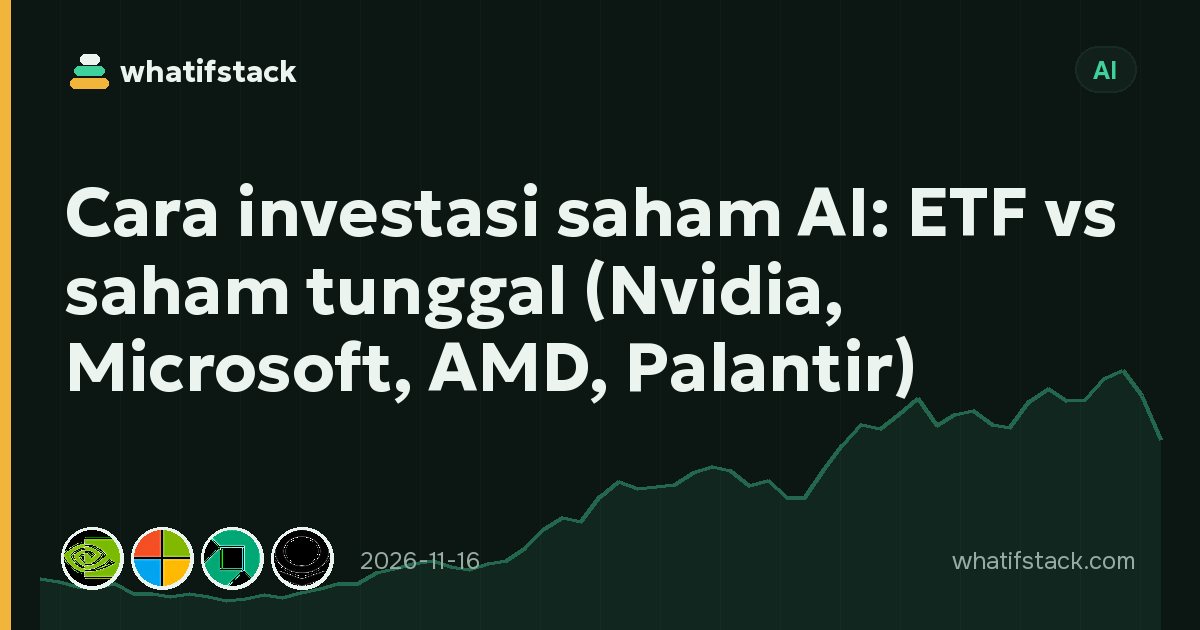 whatifstack
AI
Cara investasi saham AI: ETF vs
saham tunggal (Nvidia,
Microsoft, AMD, Palantir)
2026-11-16
whatifstack.com